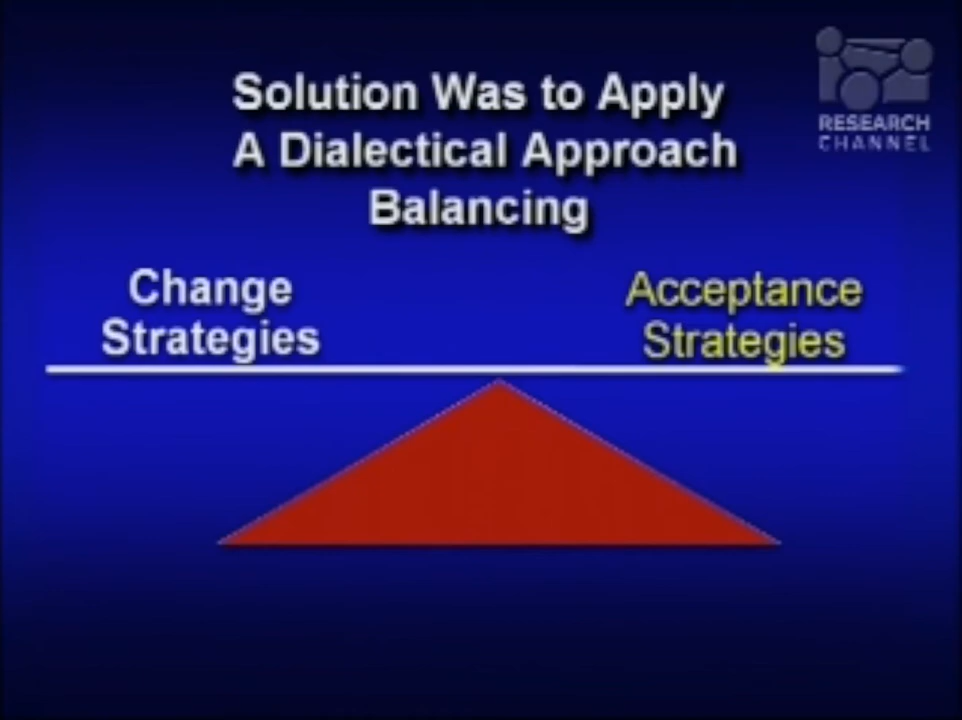 Solution Was to Apply
A Dialectical Approach
Balancing
Change
Strategies
Acceptance
Strategies
RESEARCH
CHANNEL